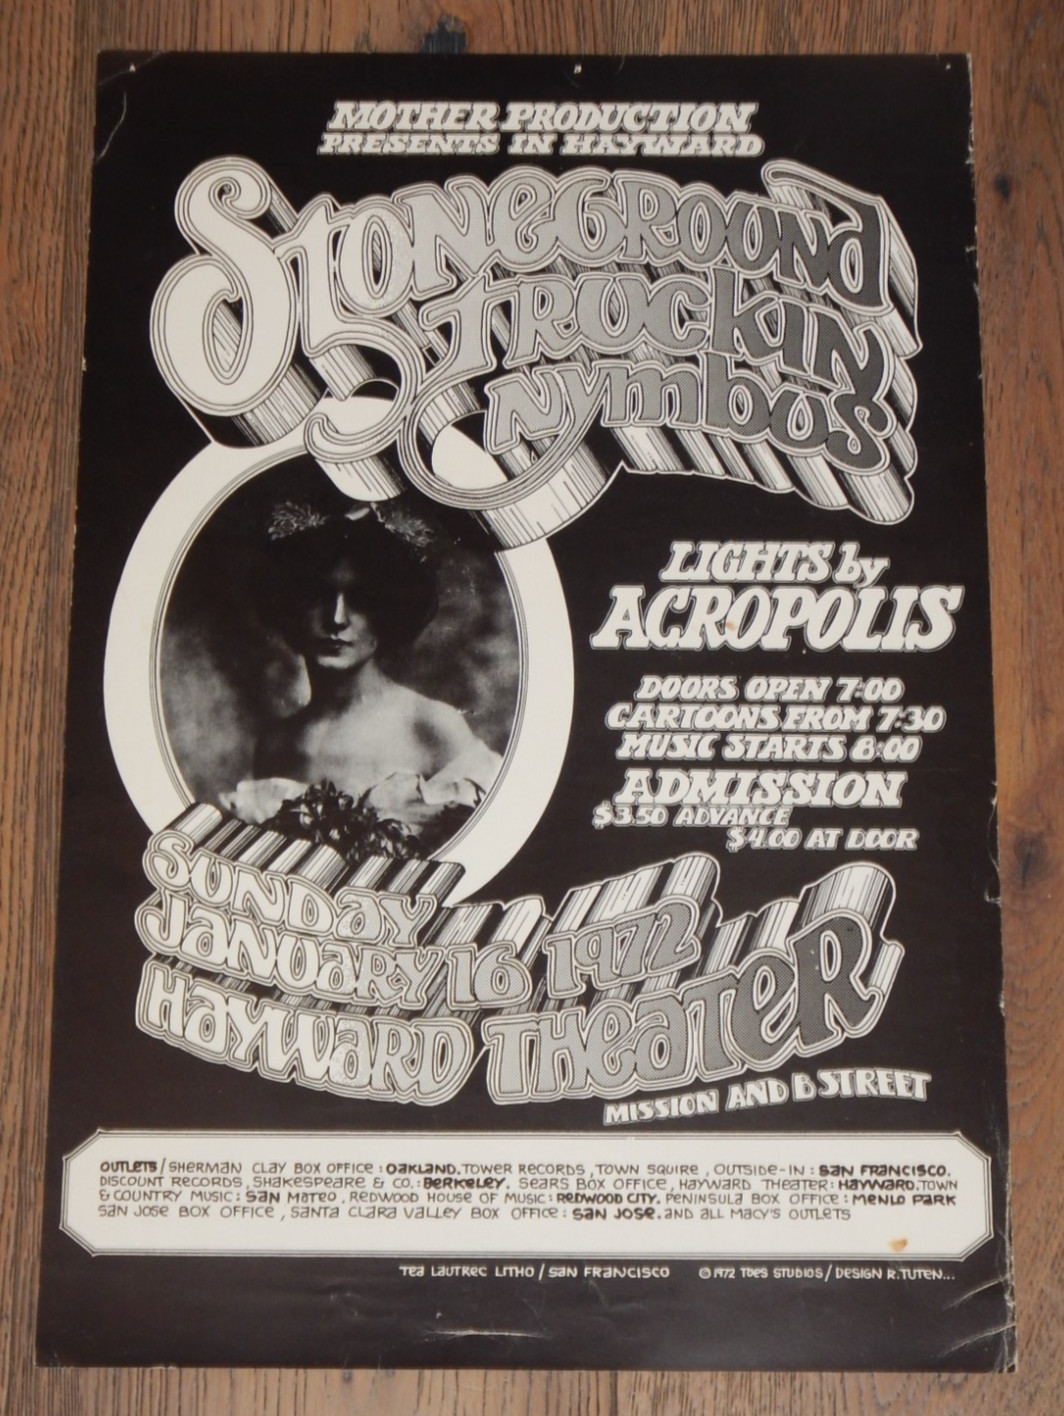 MOTHER PRODUCTION
PRESENTS IN HAYWARD
StoneGround
truckin
nymbus
LIGHTS by
ACROPOLIS
DOORS OPEN 7:00
CARTOONS FROM 7:30
MUSIC STARTS 8:00
ADMISSION
$3.50 ADVANCE
$4.00 AT DOOR
SUNDAY
JANUARY 16 1972
HAYWARD THEATER
MISSION AND B STREET
OUTLETS/SHERMAN CLAY BOX OFFICE: OAKLAND. TOWER RECORDS, TOWN SQUIRE, OUTSIDE-IN: SAN FRANCISCO.
DISCOUNT RECORDS, SHAKESPEARE & CO.: BERKELEY. SEARS BOX OFFICE, HAYWARD THEATER: HAYWARD. TOWN
& COUNTRY MUSIC: SAN MATEO. REDWOOD HOUSE OF MUSIC: REDWOOD CITY. PENINSULA BOX OFFICE: MENLO PARK
SAN JOSE BOX OFFICE, SANTA CLARA VALLEY BOX OFFICE: SAN JOSE. AND ALL MACY'S OUTLETS
TEA LAUTREC LITHO/SAN FRANCISCO © 1972 TOES STUDIOS/DESIGN R. TUTEN...